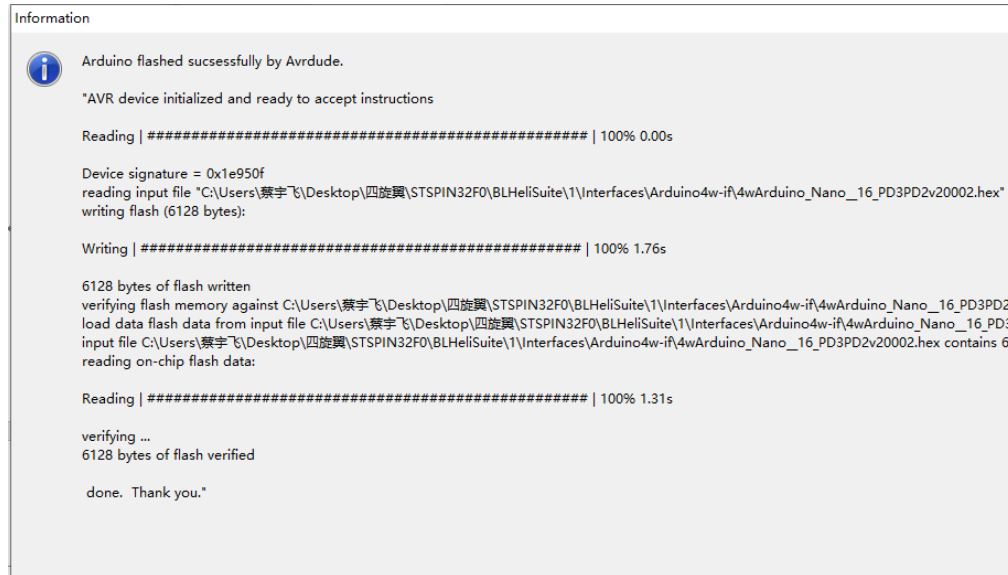 Information
Arduino flashed sucsessfully by Avrdude.
"AVR device initialized and ready to accept instructions
Reading | ################################################## | 100% 0.00s
Device signature = 0x1e950f
reading input file "C:\Users\蔡宇飞\Desktop\四旋翼\STSPIN32F0\BLHeliSuite\1\Interfaces\Arduino4w-if\4wArduino_Nano__16_PD3PD2v20002.hex"
writing flash (6128 bytes):
Writing | ################################################## | 100% 1.76s
6128 bytes of flash written
verifying flash memory against C:\Users\蔡宇飞\Desktop\四旋翼\STSPIN32F0\BLHeliSuite\1\Interfaces\Arduino4w-if\4wArduino_Nano__16_PD3PD2
load data flash data from input file C:\Users\蔡宇飞\Desktop\四旋翼\STSPIN32F0\BLHeliSuite\1\Interfaces\Arduino4w-if\4wArduino_Nano__16_PD3
input file C:\Users\蔡宇飞\Desktop\四旋翼\STSPIN32F0\BLHeliSuite\1\Interfaces\Arduino4w-if\4wArduino_Nano__16_PD3PD2v20002.hex contains 6
reading on-chip flash data:
Reading | ################################################## | 100% 1.31s
verifying ...
6128 bytes of flash verified
done. Thank you."